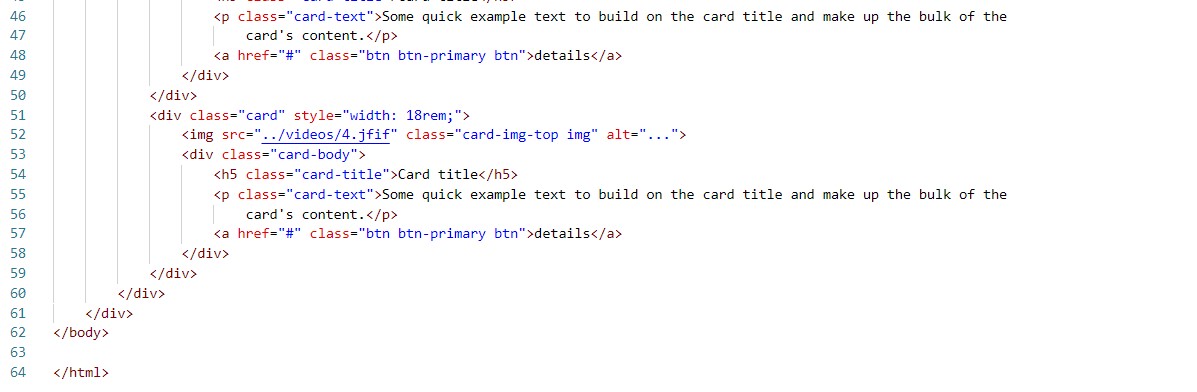 46 <p class="card-text">Some quick example text to build on the card title and make up the bulk of the
47 card's content.</p>
48 <a href="#" class="btn btn-primary btn">details</a>
49 </div>
50 </div>
51 <div class="card" style="width: 18rem;">
52 <img src="../videos/4.jfif" class="card-img-top img" alt="...">
53 <div class="card-body">
54 <h5 class="card-title">Card title</h5>
55 <p class="card-text">Some quick example text to build on the card title and make up the bulk of the
56 card's content.</p>
57 <a href="#" class="btn btn-primary btn">details</a>
58 </div>
59 </div>
60 </div>
61 </div>
62 </body>
63
64 </html>